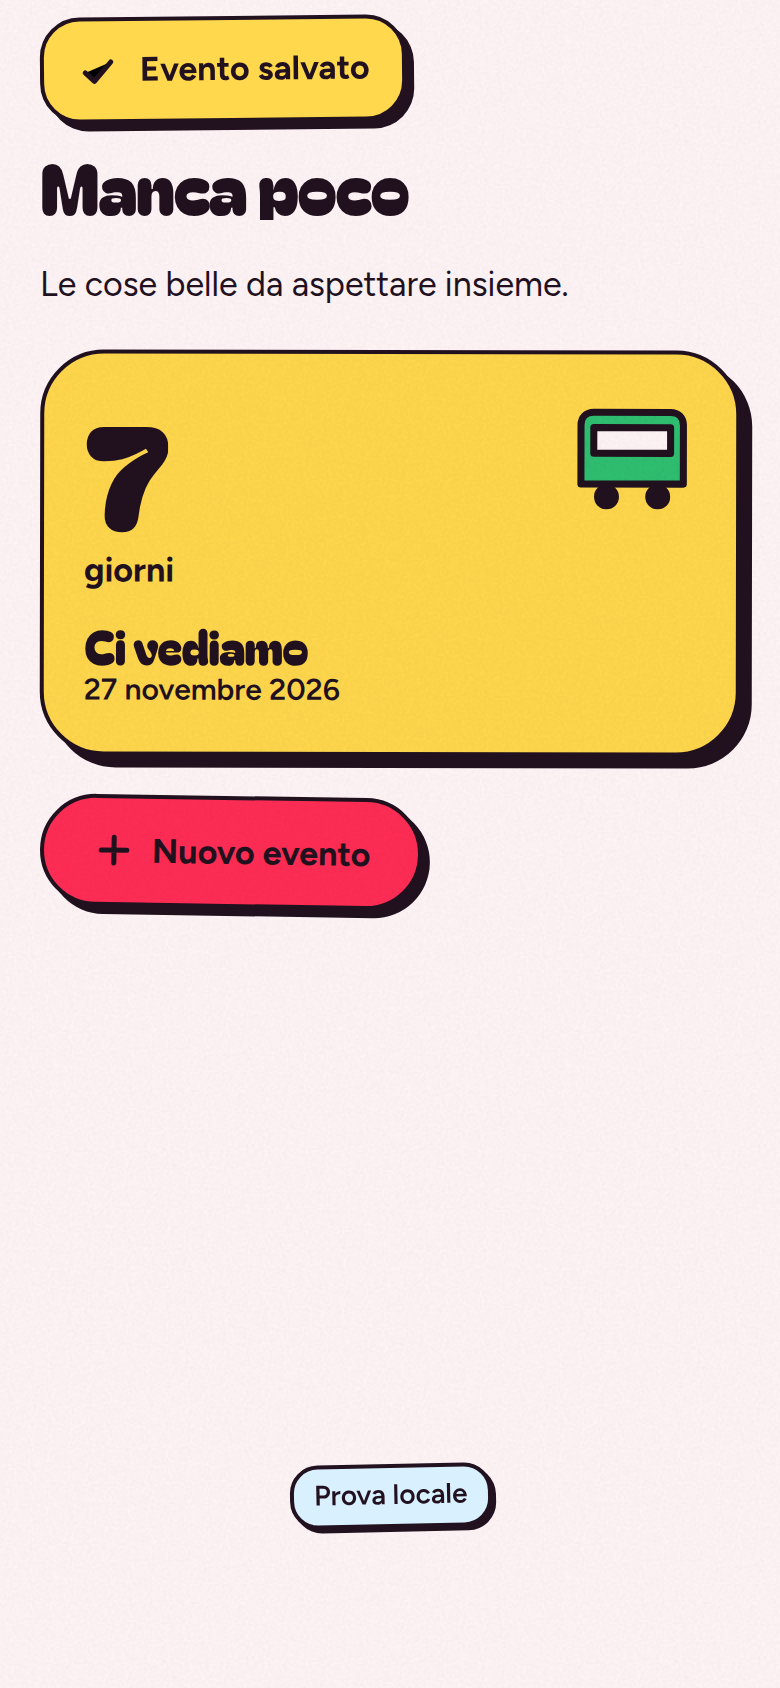 Evento salvato
Manca poco
Le cose belle da aspettare insieme.
7
giorni
Ci vediamo
27 novembre 2026
+ Nuovo evento
Prova locale